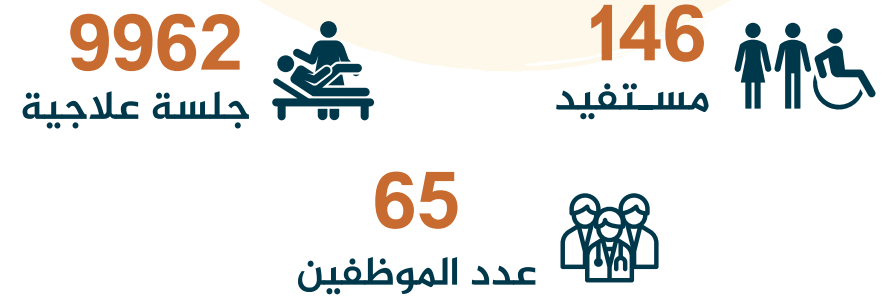 146
مستفيد
9962
جلسة علاجية
65
عدد الموظفين